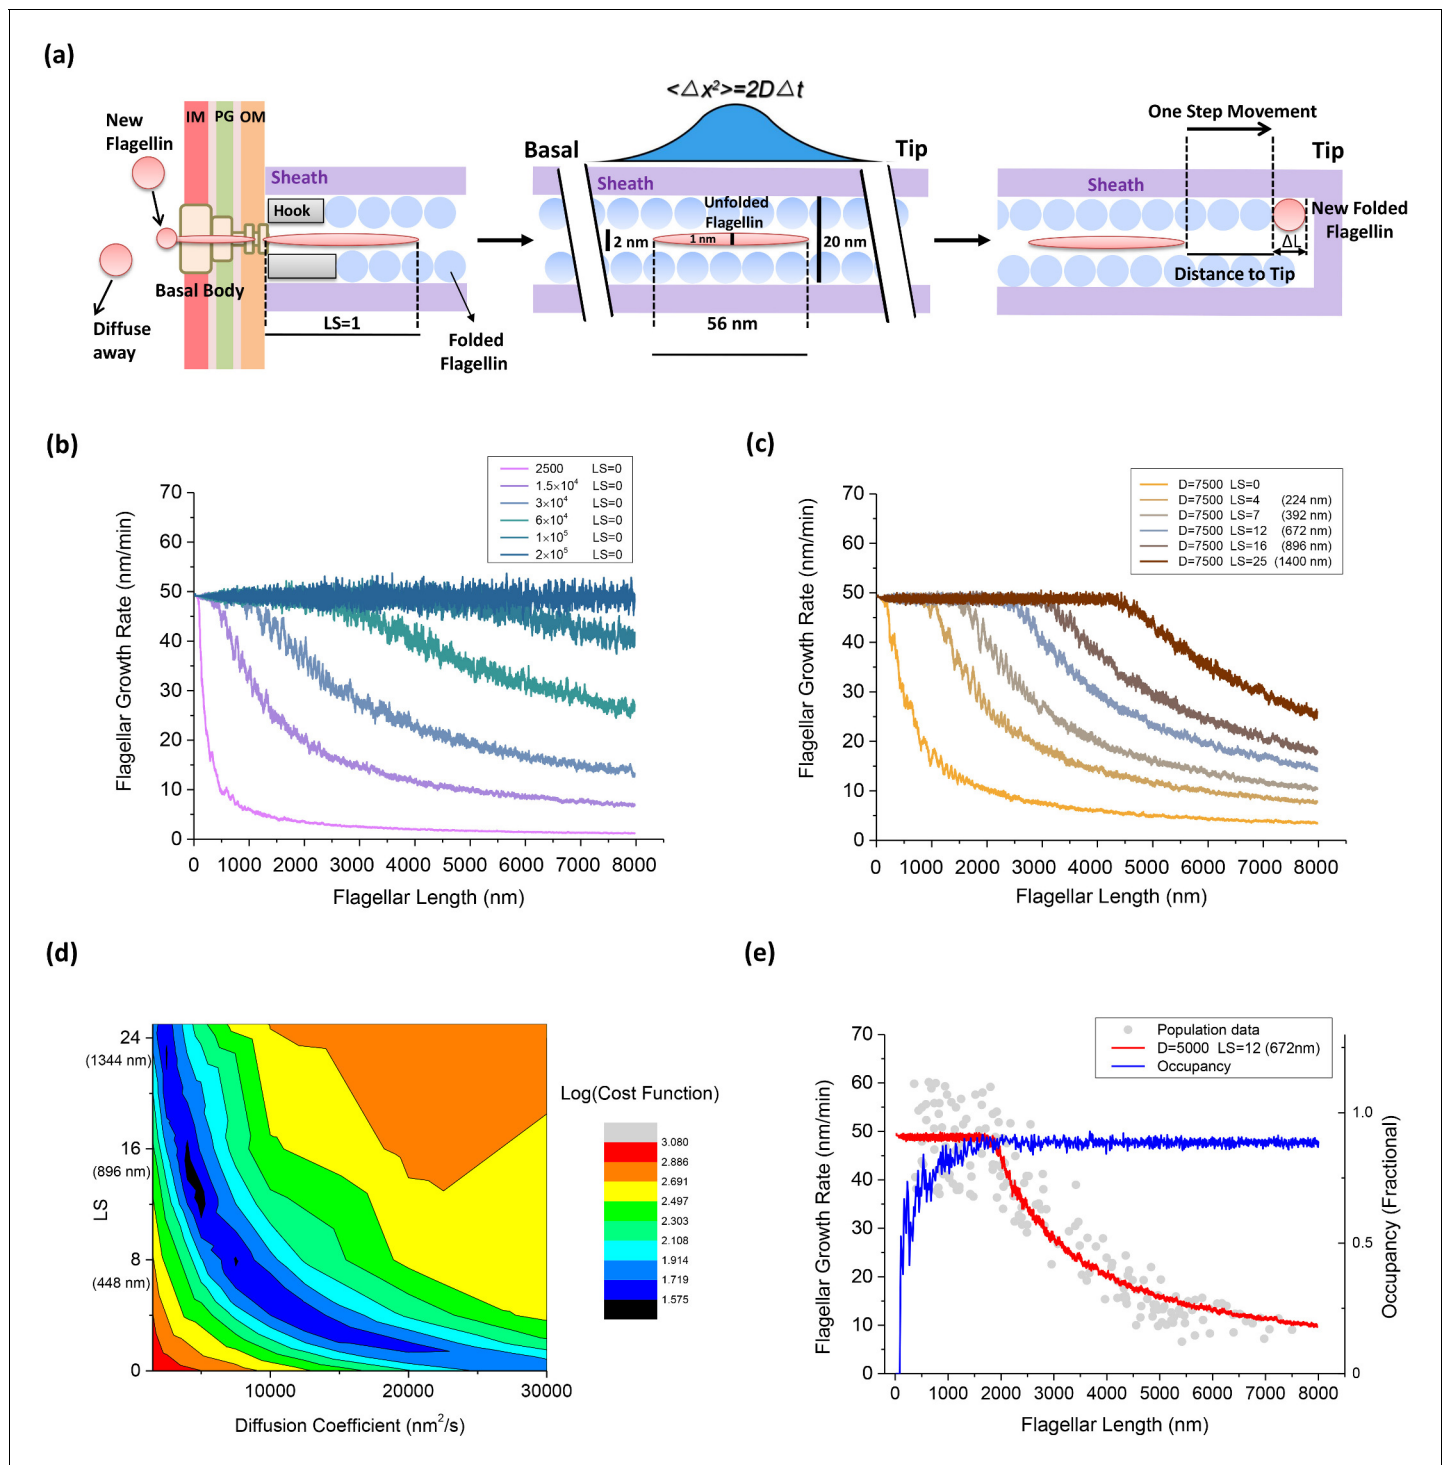 (a)
<△x²>=2D△t
One Step Movement
New
Flagellin
IM
PG
OM
Basal
Tip
Tip
Sheath
Sheath
Sheath
Hook
Unfolded
Flagellin
New Folded
Flagellin
2 nm
1 nm
20 nm
ΔL
Basal Body
Distance to Tip
Diffuse
away
LS=1
56 nm
Folded
Flagellin
(b)
2500 LS=0
1.5×10⁴ LS=0
3×10⁴ LS=0
6×10⁴ LS=0
1×10⁵ LS=0
2×10⁵ LS=0
Flagellar Growth Rate (nm/min)
70
60
50
40
30
20
10
0
0 1000 2000 3000 4000 5000 6000 7000 8000
Flagellar Length (nm)
(c)
D=7500 LS=0
D=7500 LS=4 (224 nm)
D=7500 LS=7 (392 nm)
D=7500 LS=12 (672 nm)
D=7500 LS=16 (896 nm)
D=7500 LS=25 (1400 nm)
Flagellar Growth Rate (nm/min)
70
60
50
40
30
20
10
0
0 1000 2000 3000 4000 5000 6000 7000 8000
Flagellar Length (nm)
(d)
LS
24
(1344 nm)
16
(896 nm)
8
(448 nm)
0
10000 20000 30000
Diffusion Coefficient (nm²/s)
Log(Cost Function)
3.080
2.886
2.691
2.497
2.303
2.108
1.914
1.719
1.575
(e)
Population data
D=5000 LS=12 (672nm)
Occupancy
Flagellar Growth Rate (nm/min)
70
60
50
40
30
20
10
0
0 1000 2000 3000 4000 5000 6000 7000 8000
Flagellar Length (nm)
1.0
0.5
0
Occupancy (Fractional)